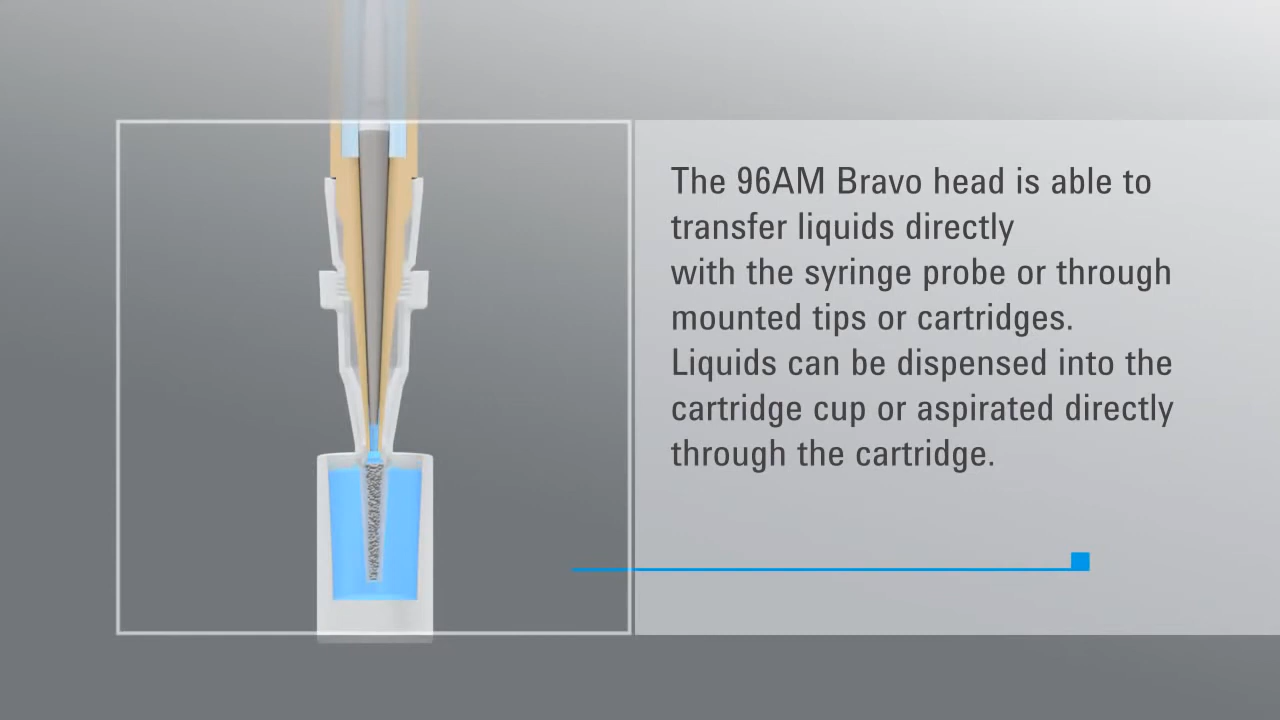 The 96AM Bravo head is able to
transfer liquids directly
with the syringe probe or through
mounted tips or cartridges.
Liquids can be dispensed into the
cartridge cup or aspirated directly
through the cartridge.